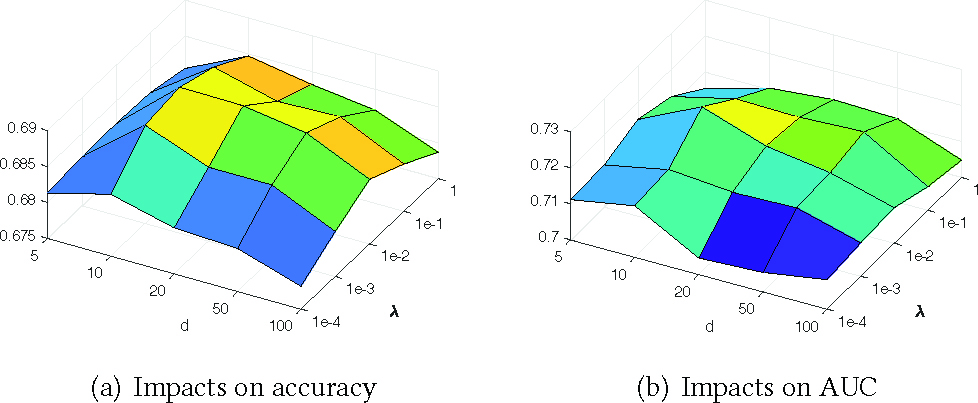 0.69
0.685
0.68
0.675
5
10
20
50
100
d
1e-4
1e-3
1e-2
1e-1
1
λ
(a) Impacts on accuracy
0.73
0.72
0.71
0.7
5
10
20
50
100
d
1e-4
1e-3
1e-2
1e-1
1
λ
(b) Impacts on AUC